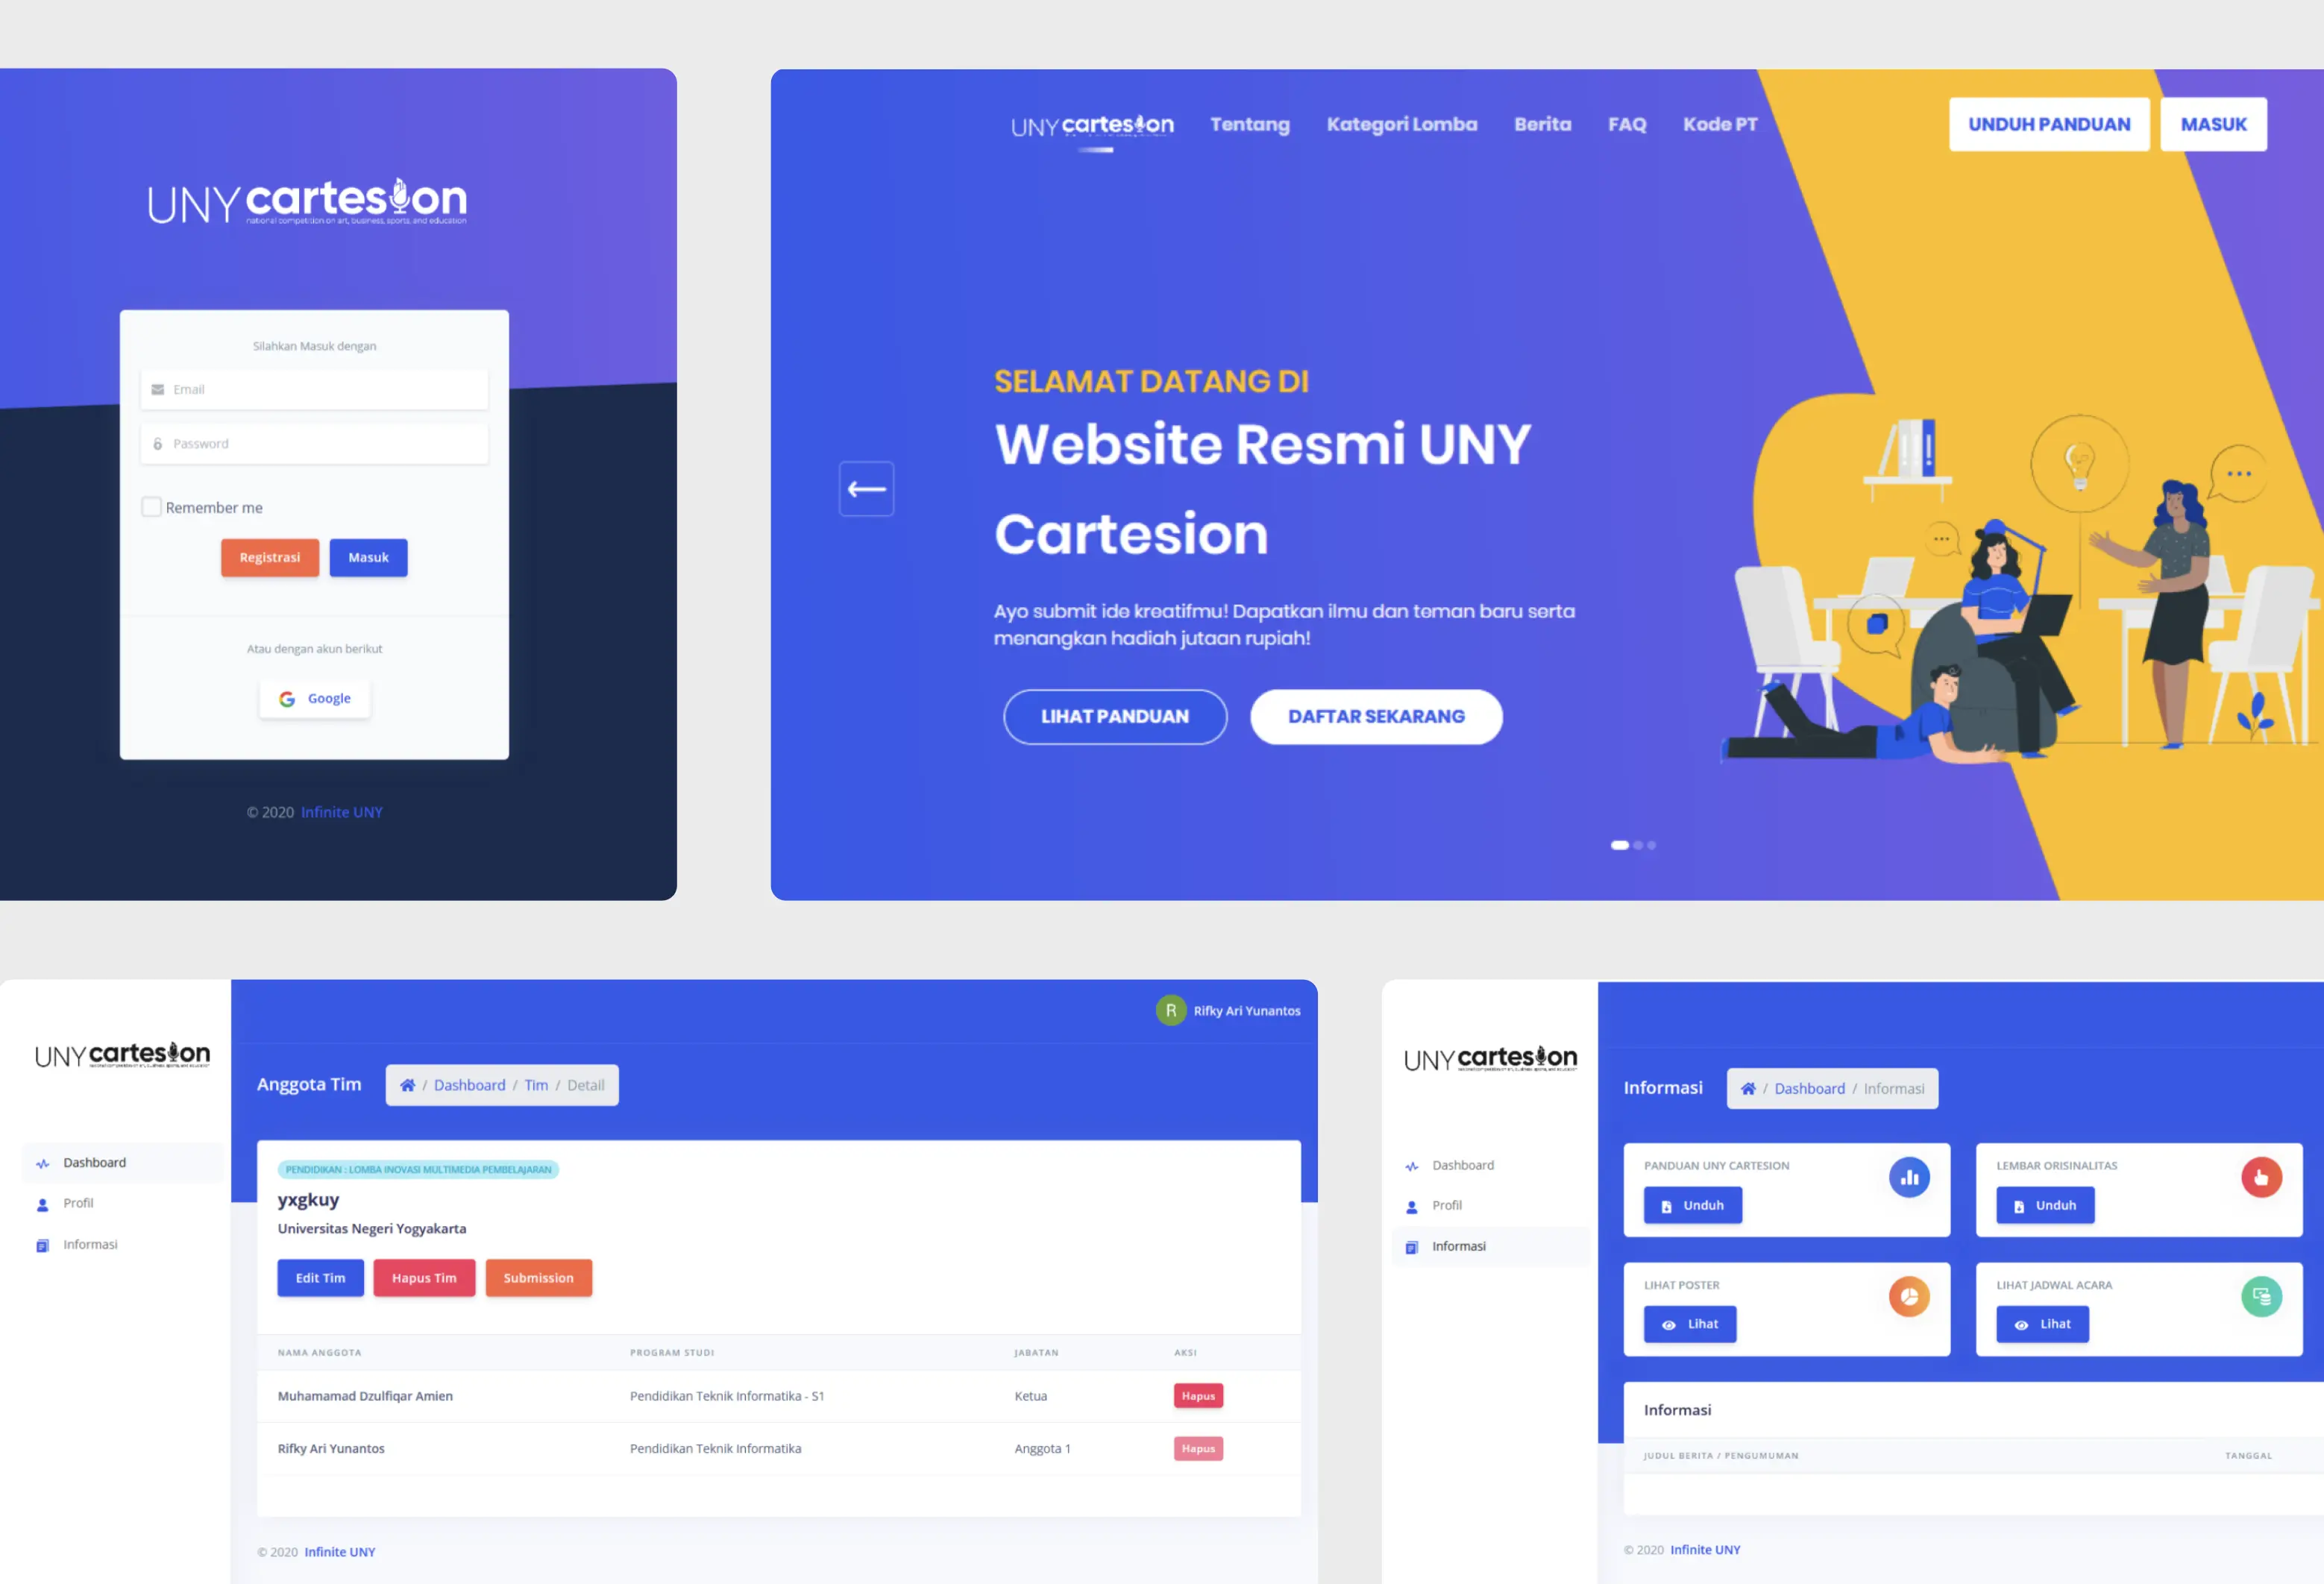 UNY cartesion
national competition on art, business, sports, and education
Silahkan Masuk dengan
Email
Password
Remember me
Registrasi
Masuk
Atau dengan akun berikut
Google
© 2020 Infinite UNY
UNY cartesion
Tentang
Kategori Lomba
Berita
FAQ
Kode PT
UNDUH PANDUAN
MASUK
SELAMAT DATANG DI
Website Resmi UNY
Cartesion
Ayo submit ide kreatifmu! Dapatkan ilmu dan teman baru serta
menangkan hadiah jutaan rupiah!
LIHAT PANDUAN
DAFTAR SEKARANG
UNY cartesion
Dashboard
Profil
Informasi
R Rifky Ari Yunantos
Anggota Tim
/ Dashboard / Tim / Detail
PENDIDIKAN : LOMBA INOVASI MULTIMEDIA PEMBELAJARAN
yxgkuy
Universitas Negeri Yogyakarta
Edit Tim
Hapus Tim
Submission
NAMA ANGGOTA PROGRAM STUDI JABATAN AKSI
Muhamamad Dzulfiqar Amien Pendidikan Teknik Informatika - S1 Ketua Hapus
Rifky Ari Yunantos Pendidikan Teknik Informatika Anggota 1 Hapus
© 2020 Infinite UNY
UNY cartesion
Dashboard
Profil
Informasi
Informasi
/ Dashboard / Informasi
PANDUAN UNY CARTESION
Unduh
LEMBAR ORISINALITAS
Unduh
LIHAT POSTER
Lihat
LIHAT JADWAL ACARA
Lihat
Informasi
JUDUL BERITA / PENGUMUMAN TANGGAL
© 2020 Infinite UNY